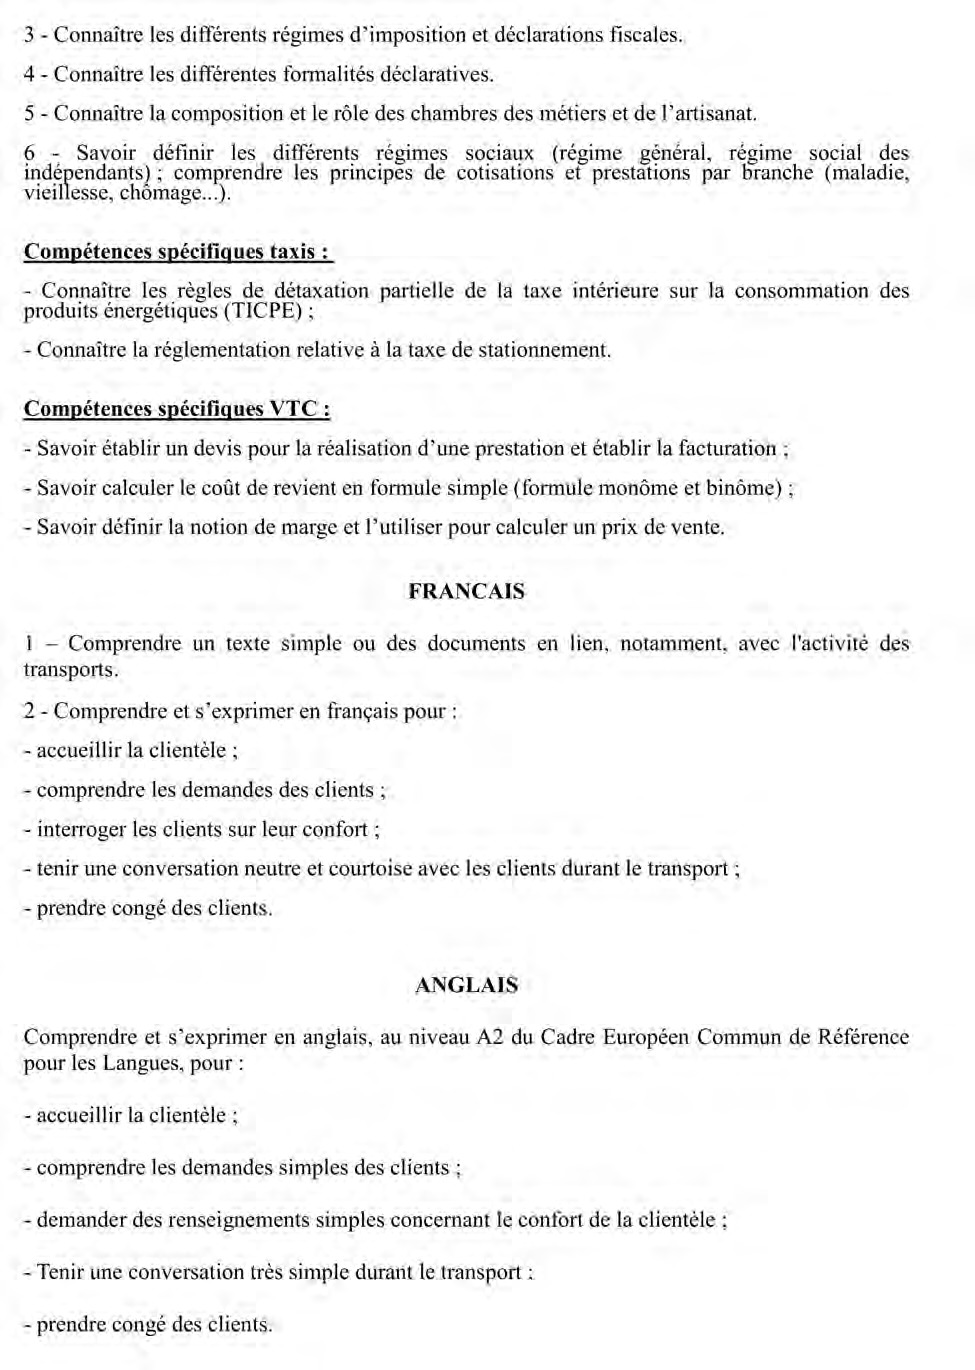 3 - Connaître les différents régimes d’imposition et déclarations fiscales.
4 - Connaître les différentes formalités déclaratives.
5 - Connaître la composition et le rôle des chambres des métiers et de l’artisanat.
6 - Savoir définir les différents régimes sociaux (régime général, régime social des
indépendants) ; comprendre les principes de cotisations et prestations par branche (maladie,
vieillesse, chômage...).
Compétences spécifiques taxis :
- Connaître les règles de détaxation partielle de la taxe intérieure sur la consommation des
produits énergétiques (TICPE) ;
- Connaître la réglementation relative à la taxe de stationnement.
Compétences spécifiques VTC :
- Savoir établir un devis pour la réalisation d’une prestation et établir la facturation ;
- Savoir calculer le coût de revient en formule simple (formule monôme et binôme) ;
- Savoir définir la notion de marge et l’utiliser pour calculer un prix de vente.
FRANCAIS
1 – Comprendre un texte simple ou des documents en lien, notamment, avec l'activité des
transports.
2 - Comprendre et s’exprimer en français pour :
- accueillir la clientèle ;
- comprendre les demandes des clients ;
- interroger les clients sur leur confort ;
- tenir une conversation neutre et courtoise avec les clients durant le transport ;
- prendre congé des clients.
ANGLAIS
Comprendre et s’exprimer en anglais, au niveau A2 du Cadre Européen Commun de Référence
pour les Langues, pour :
- accueillir la clientèle ;
- comprendre les demandes simples des clients ;
- demander des renseignements simples concernant le confort de la clientèle ;
- Tenir une conversation très simple durant le transport ;
- prendre congé des clients.